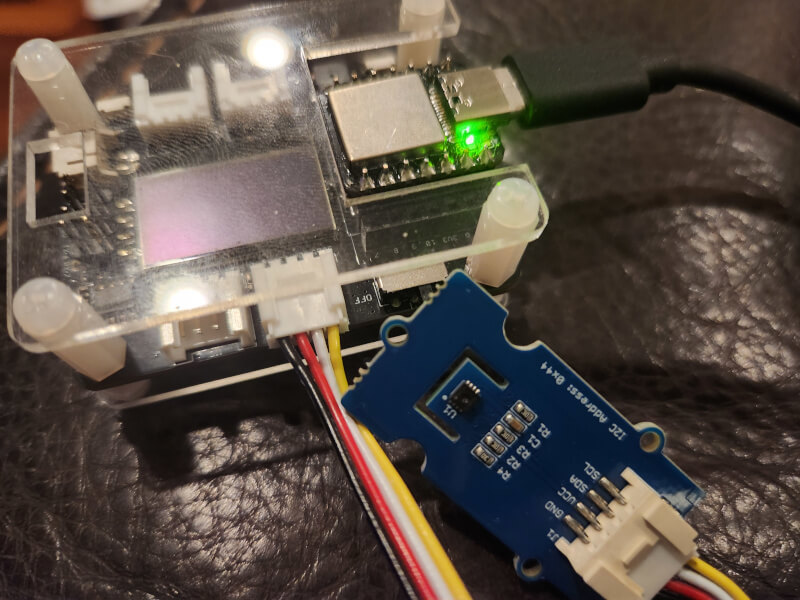 OFF
U1
I2C Address: 0x44
R1
C1
R3
R2
R4
SCL
SDA
VCC
GND
J1